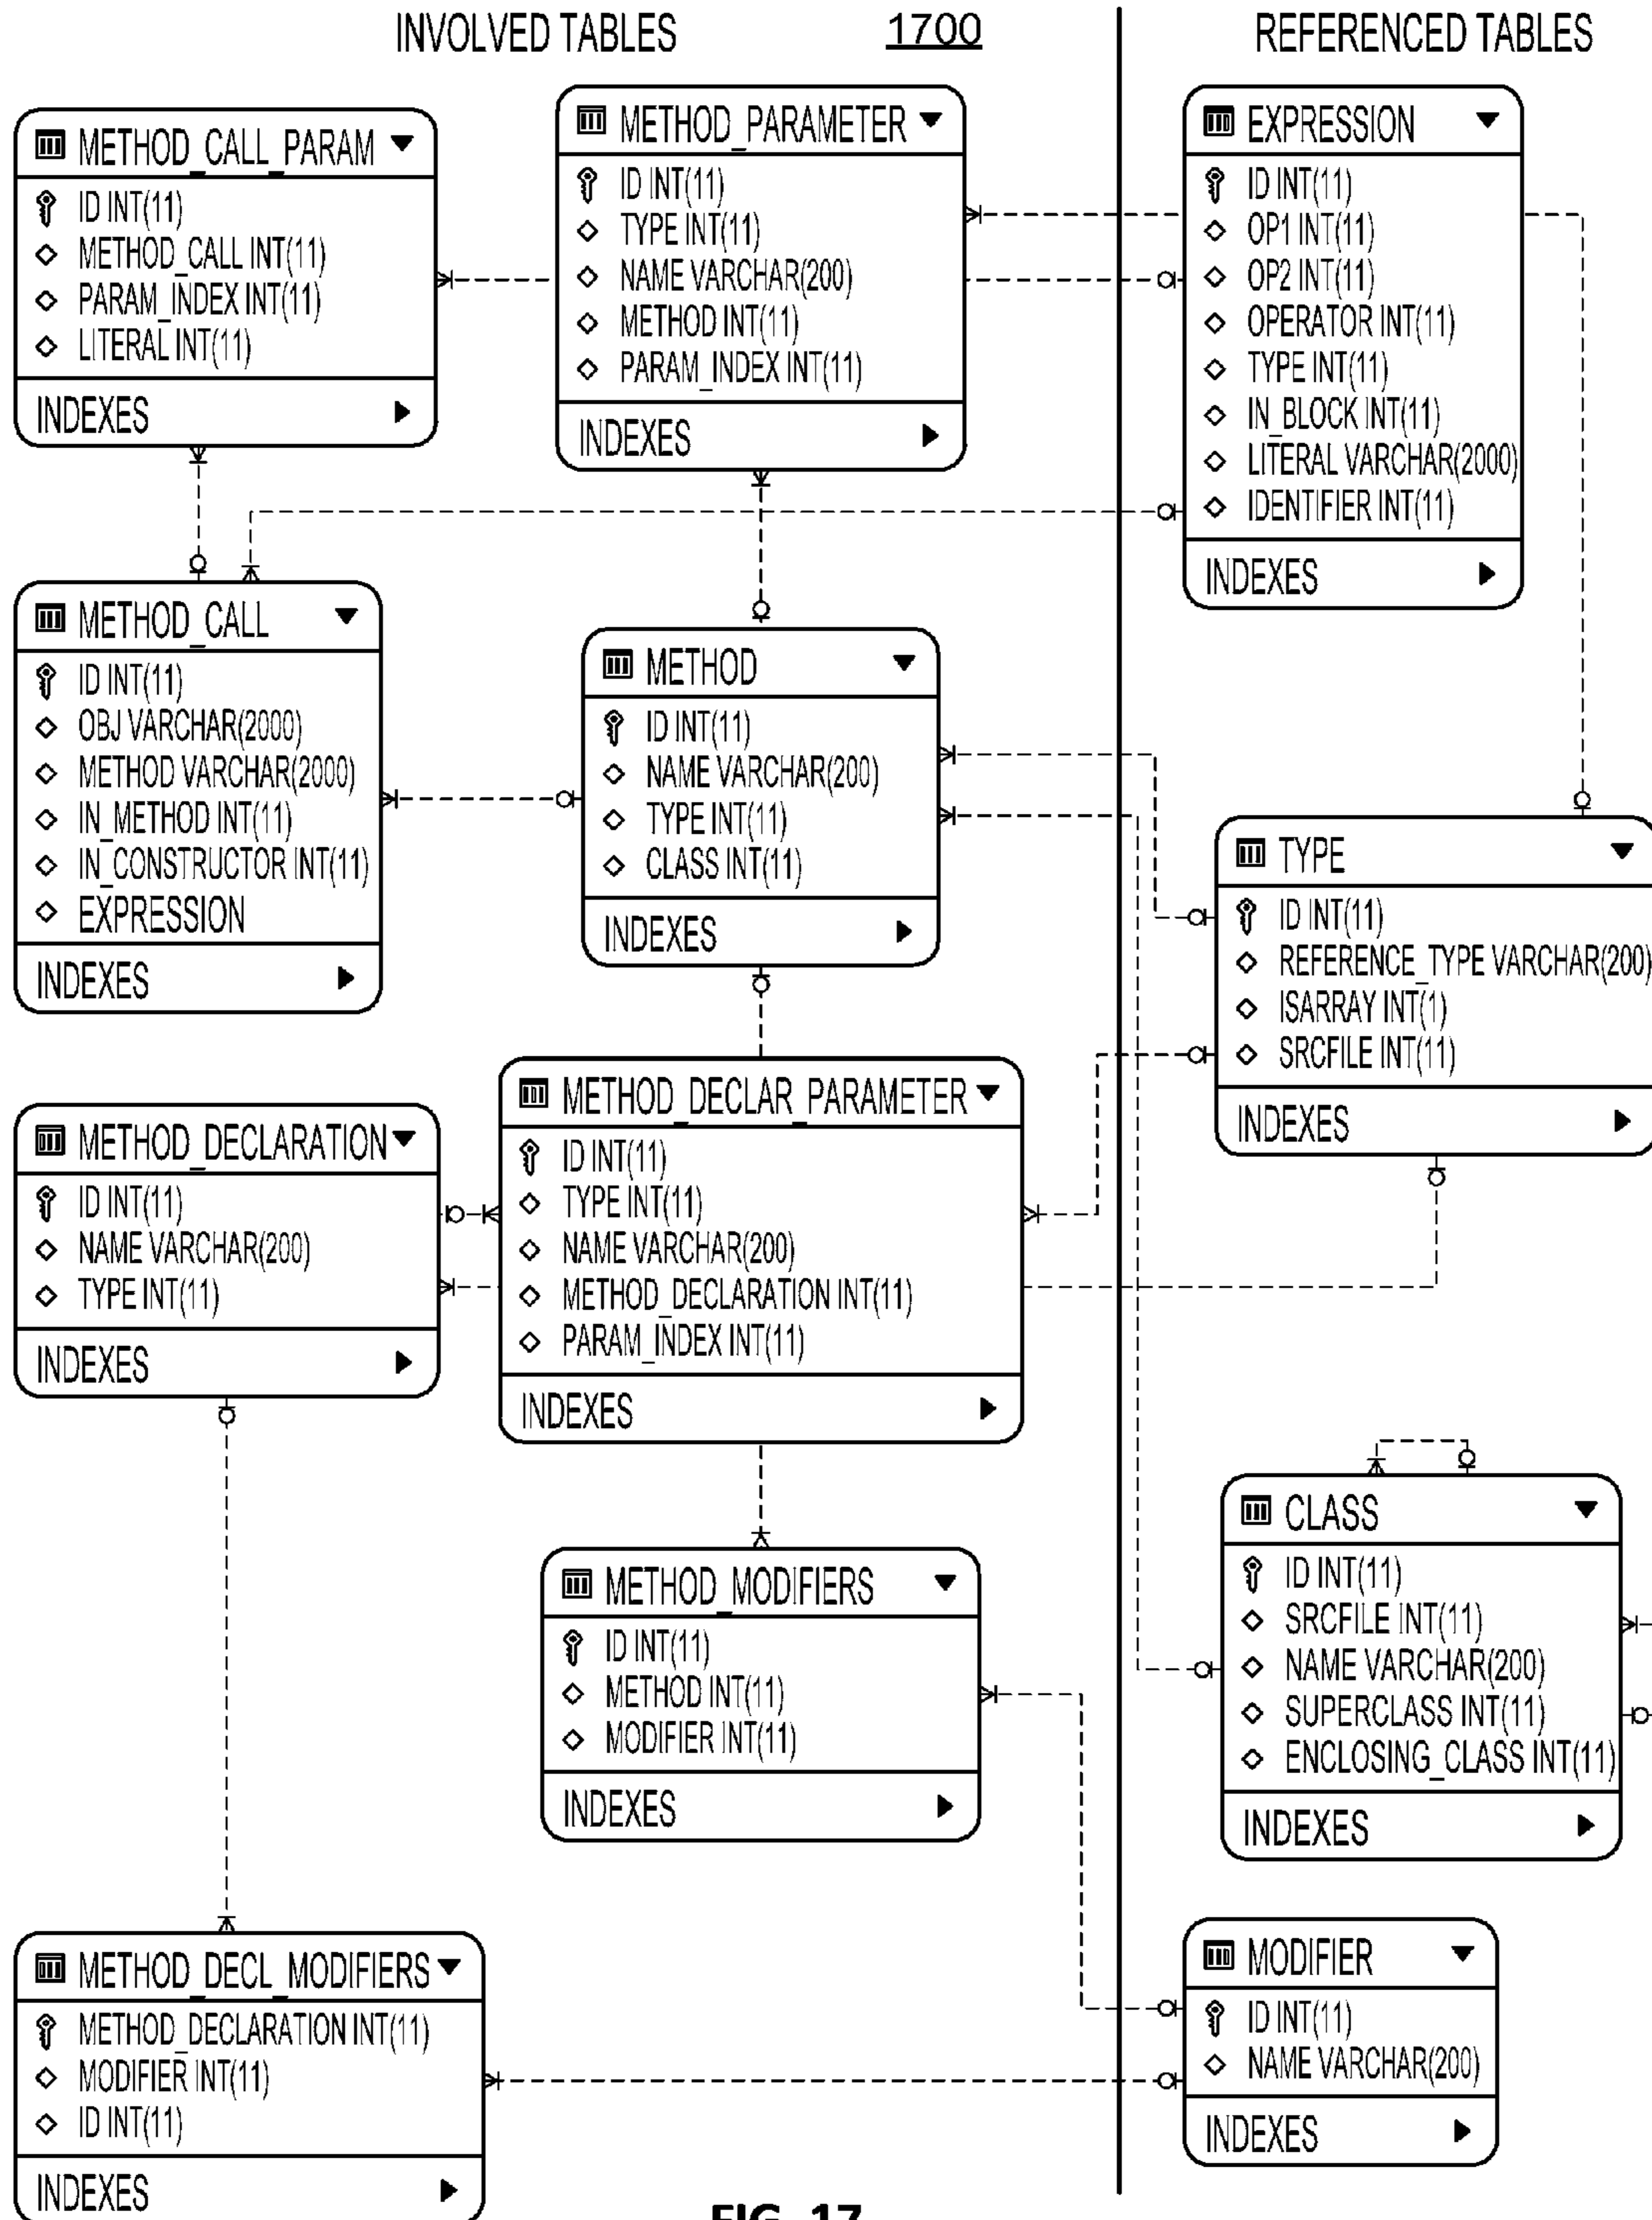 INVOLVED TABLES
1700
REFERENCED TABLES
METHOD_CALL_PARAM
ID INT(11)
METHOD_CALL INT(11)
PARAM_INDEX INT(11)
LITERAL INT(11)
INDEXES
METHOD_PARAMETER
ID INT(11)
TYPE INT(11)
NAME VARCHAR(200)
METHOD INT(11)
PARAM_INDEX INT(11)
INDEXES
EXPRESSION
ID INT(11)
OP1 INT(11)
OP2 INT(11)
OPERATOR INT(11)
TYPE INT(11)
IN_BLOCK INT(11)
LITERAL VARCHAR(2000)
IDENTIFIER INT(11)
INDEXES
METHOD_CALL
ID INT(11)
OBJ VARCHAR(2000)
METHOD VARCHAR(2000)
IN_METHOD INT(11)
IN_CONSTRUCTOR INT(11)
EXPRESSION
INDEXES
METHOD
ID INT(11)
NAME VARCHAR(200)
TYPE INT(11)
CLASS INT(11)
INDEXES
TYPE
ID INT(11)
REFERENCE_TYPE VARCHAR(200)
ISARRAY INT(1)
SRCFILE INT(11)
INDEXES
METHOD_DECLARATION
ID INT(11)
NAME VARCHAR(200)
TYPE INT(11)
INDEXES
METHOD_DECLAR_PARAMETER
ID INT(11)
TYPE INT(11)
NAME VARCHAR(200)
METHOD_DECLARATION INT(11)
PARAM_INDEX INT(11)
INDEXES
CLASS
ID INT(11)
SRCFILE INT(11)
NAME VARCHAR(200)
SUPERCLASS INT(11)
ENCLOSING_CLASS INT(11)
INDEXES
METHOD_MODIFIERS
ID INT(11)
METHOD INT(11)
MODIFIER INT(11)
INDEXES
METHOD_DECL_MODIFIERS
METHOD_DECLARATION INT(11)
MODIFIER INT(11)
ID INT(11)
INDEXES
MODIFIER
ID INT(11)
NAME VARCHAR(200)
INDEXES
FIG. 17